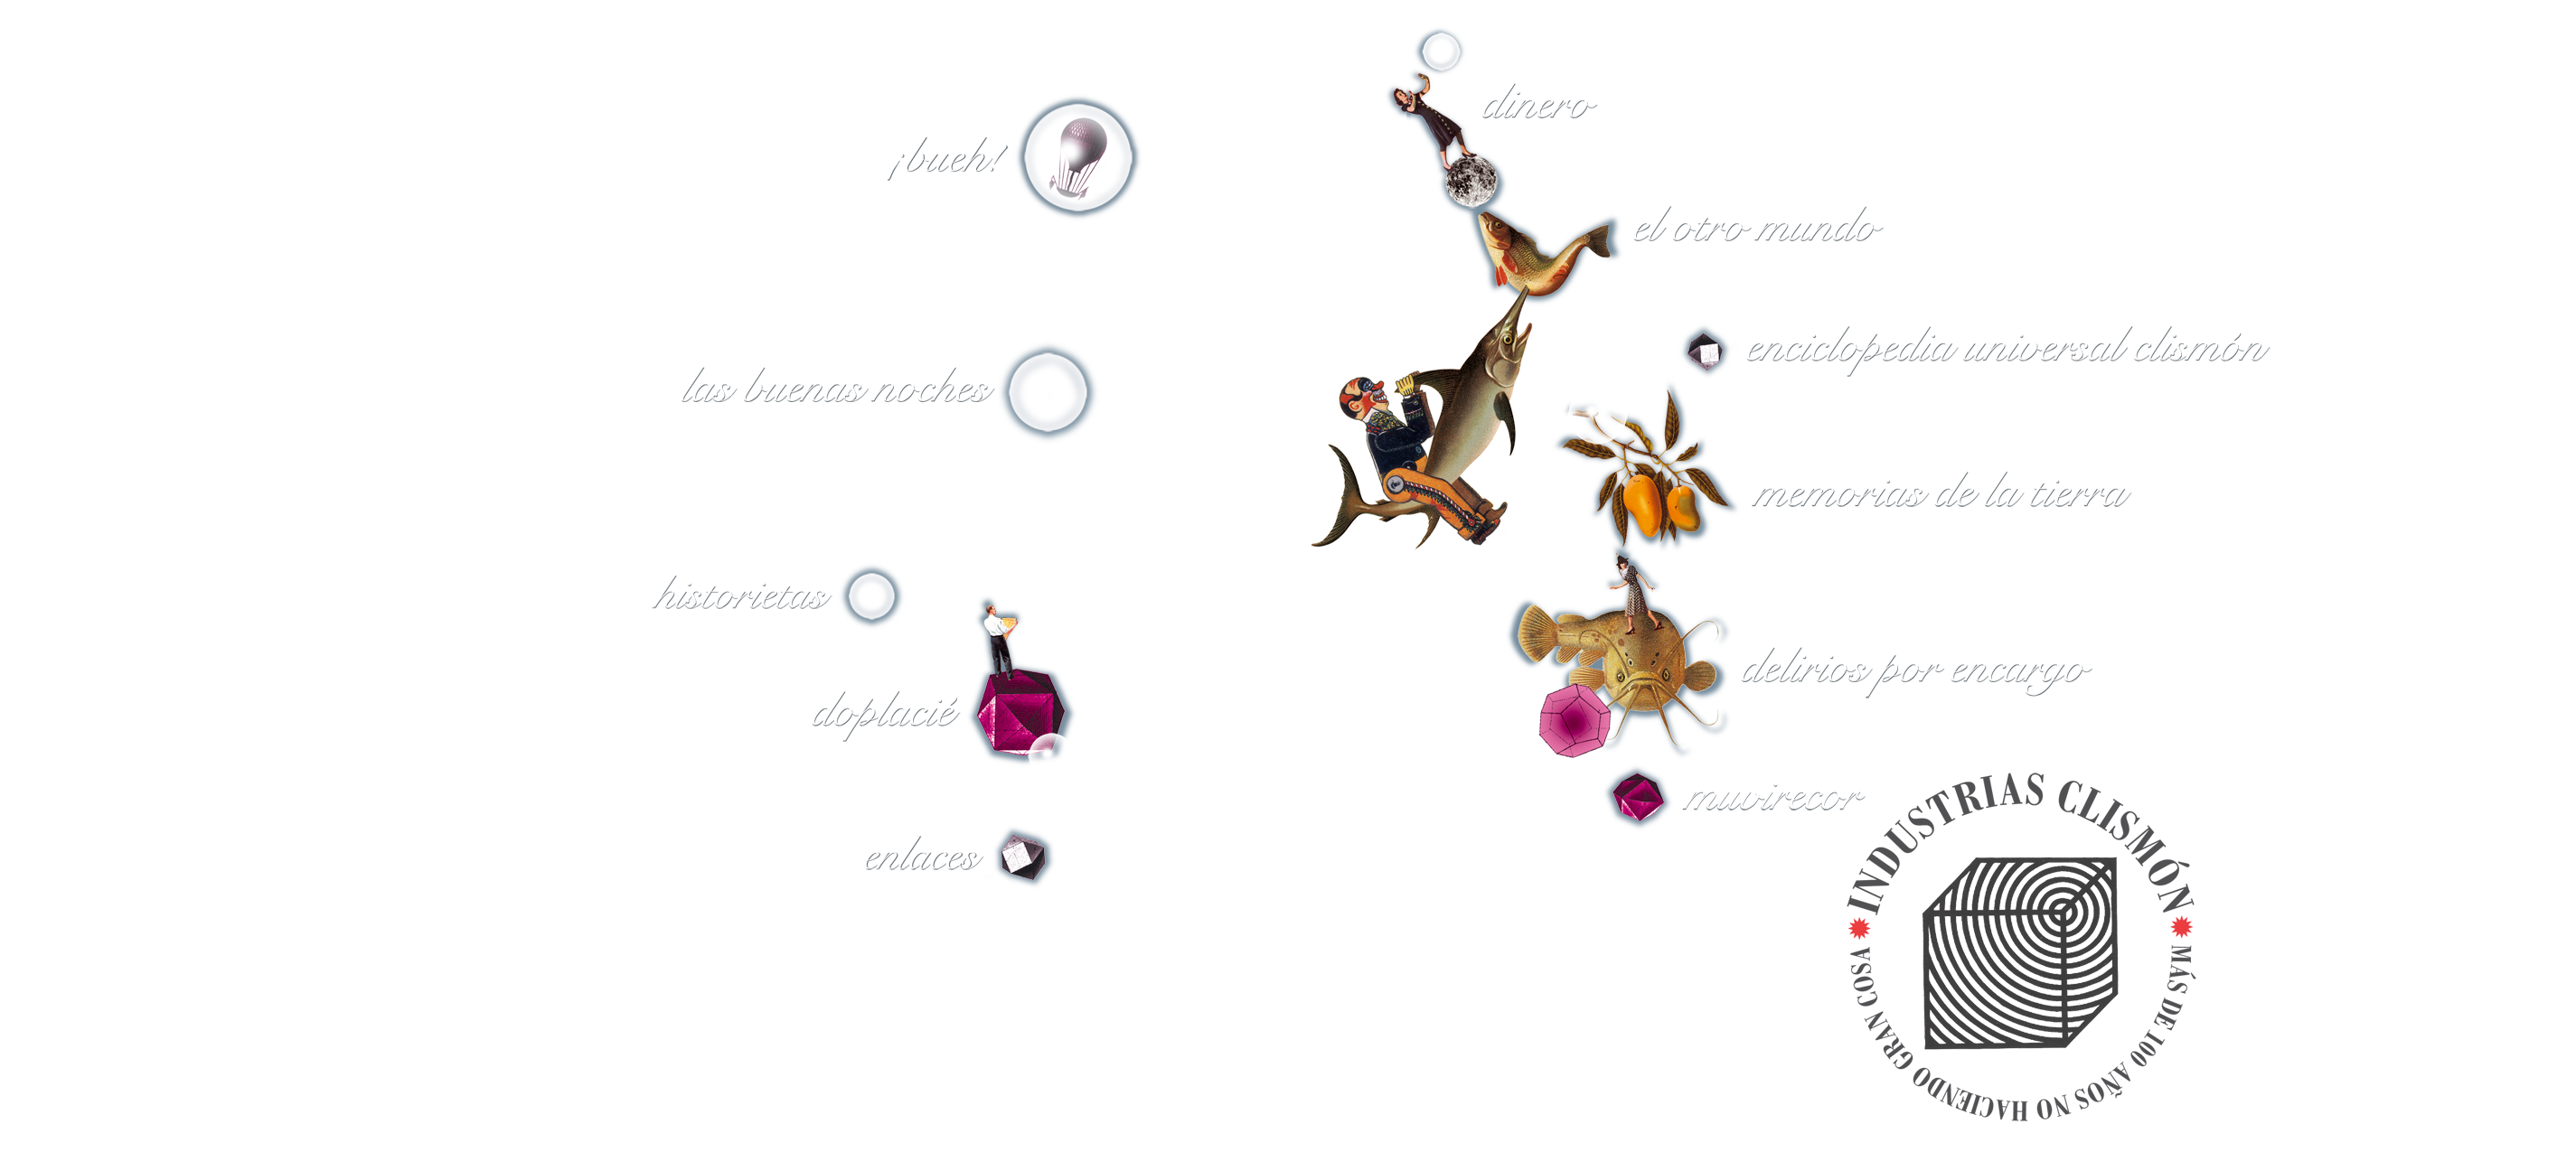 dinero
¡bueh!
el otro mundo
enciclopedia universal clismón
las buenas noches
memorias de la tierra
historietas
delirios por encargo
doplacié
muvirecor
enlaces
INDUSTRIAS CLISMÓN
MÁS DE 100 AÑOS NO HACIENDO GRAN COSA